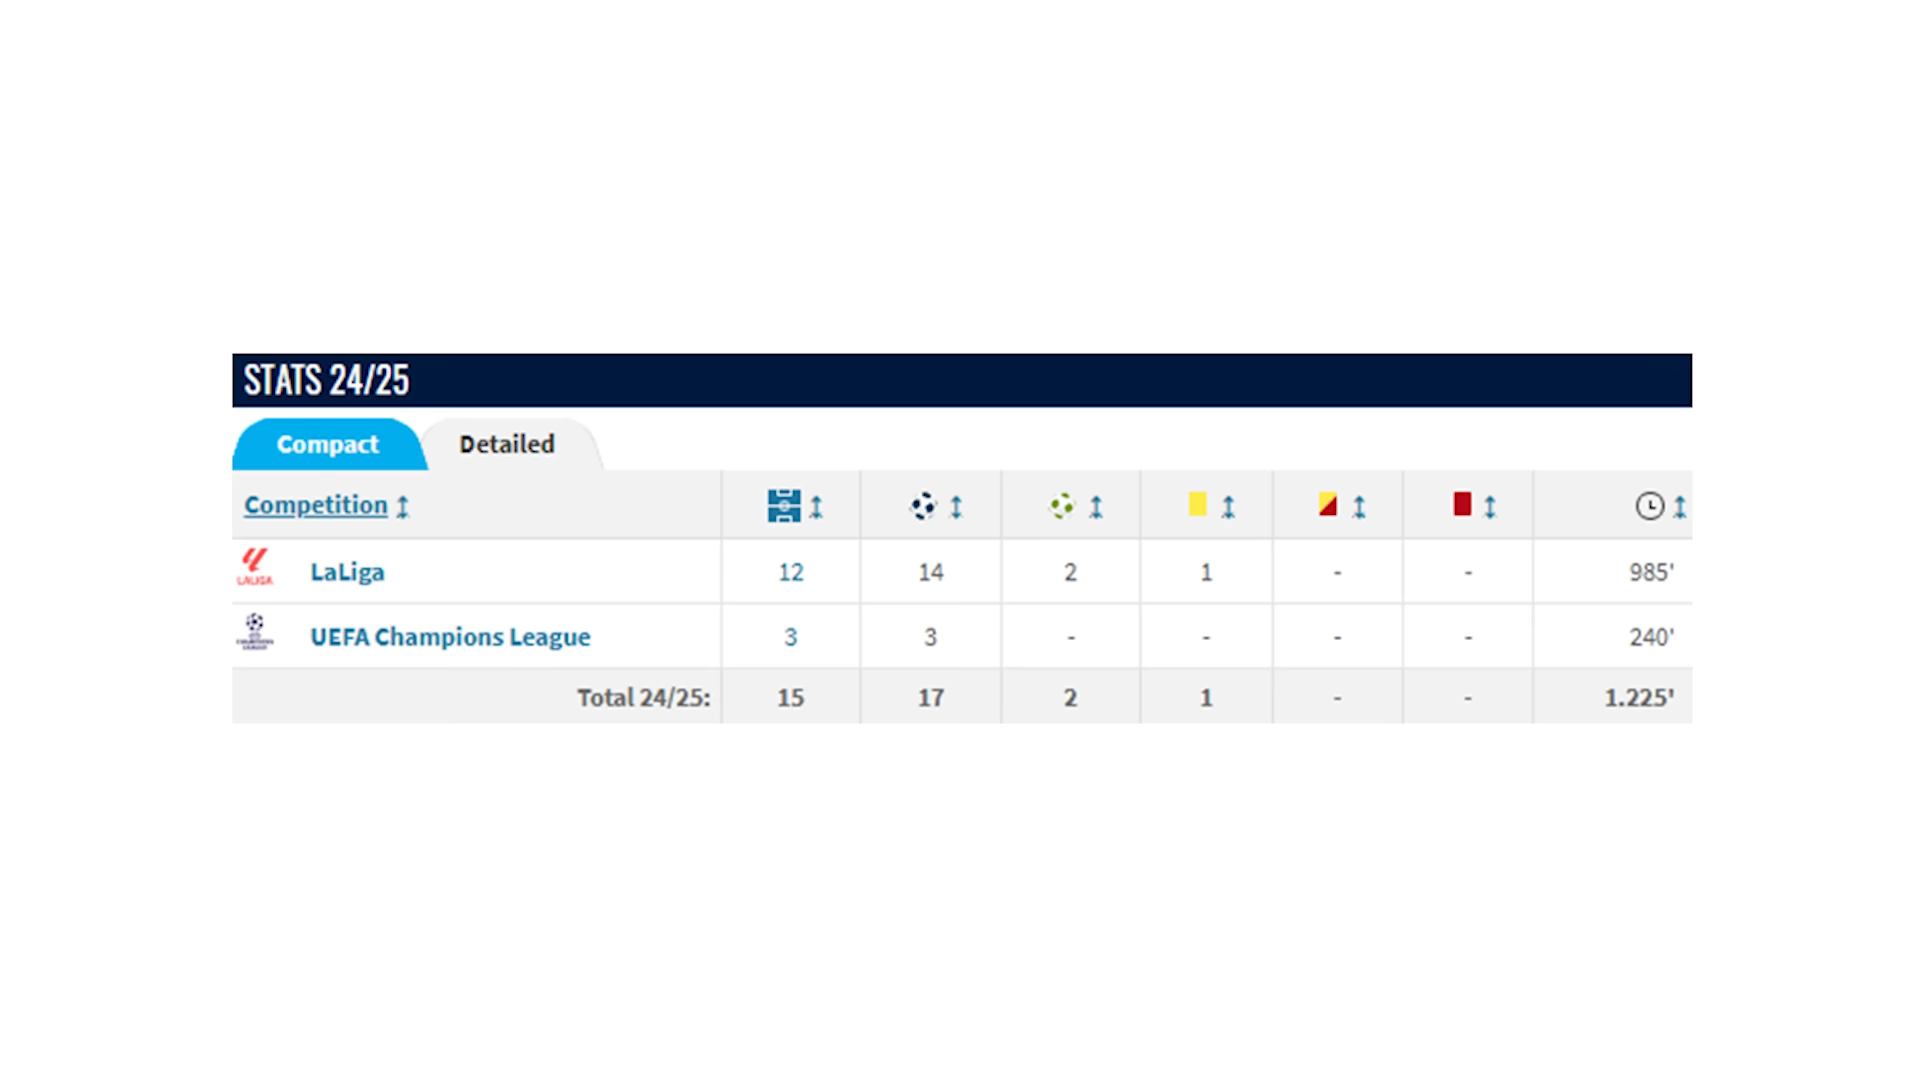 STATS 24/25
Compact Detailed
Competition
LALIGA LaLiga 12 14 2 1 - - 985'
UEFA Champions League 3 3 - - - - 240'
Total 24/25: 15 17 2 1 - - 1.225'